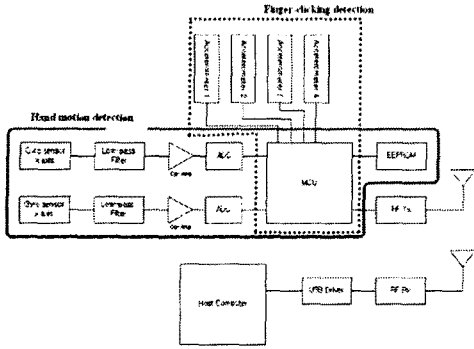 Finger-clicking detection
Accelerometer 1
Accelerometer 2
Accelerometer 3
Accelerometer 4
Hand motion detection
Gyro sensor
x axis
Low-pass
Filter
Op-Amp
ADC
MCU
EEPROM
Gyro sensor
Low-pass
Filter
Op-Amp
ADC
RF Tx
Host Computer
USB Driver
RF Rx